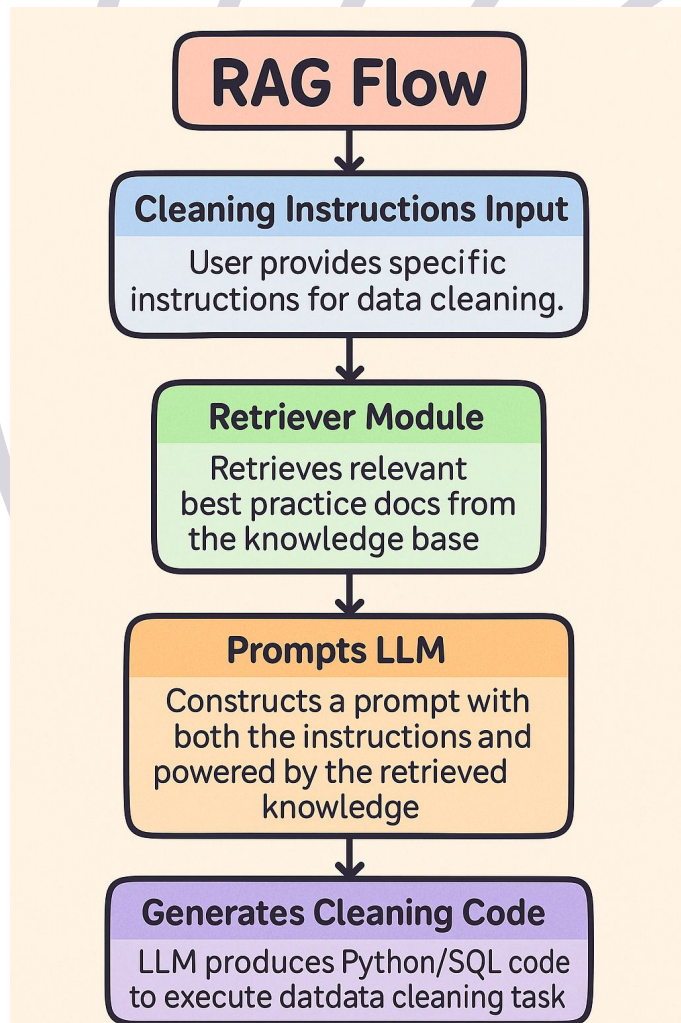 RAG Flow
Cleaning Instructions Input
User provides specific
instructions for data cleaning.
Retriever Module
Retrieves relevant
best practice docs from
the knowledge base
Prompts LLM
Constructs a prompt with
both the instructions and
powered by the retrieved
knowledge
Generates Cleaning Code
LLM produces Python/SQL code
to execute datdata cleaning task